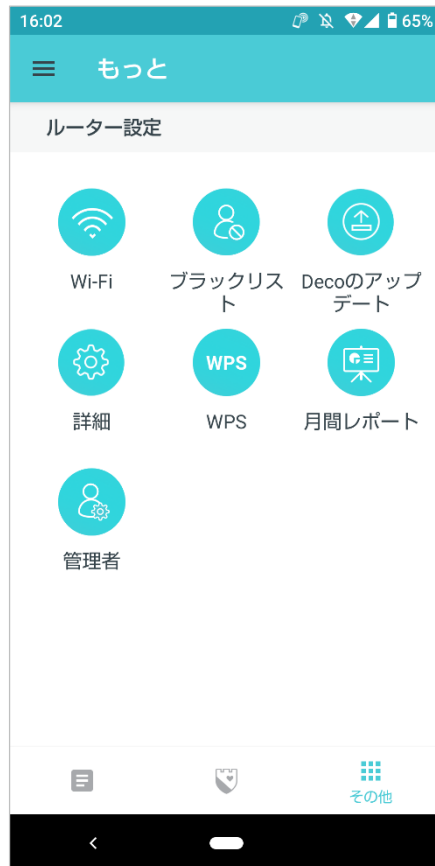 16:02 65%
もっと
ルーター設定
Wi-Fi ブラックリス Decoのアップ
ト デート
WPS
詳細 WPS 月間レポート
管理者
その他